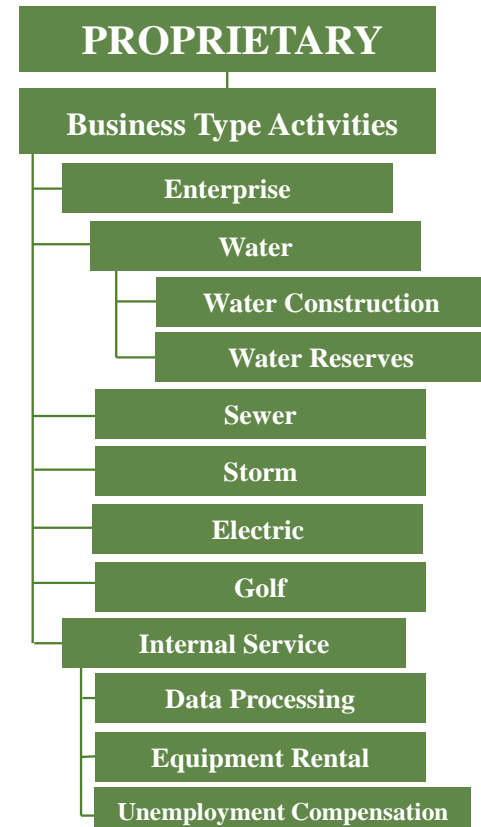 PROPRIETARY
Business Type Activities
Enterprise
Water
Water Construction
Water Reserves
Sewer
Storm
Electric
Golf
Internal Service
Data Processing
Equipment Rental
Unemployment Compensation